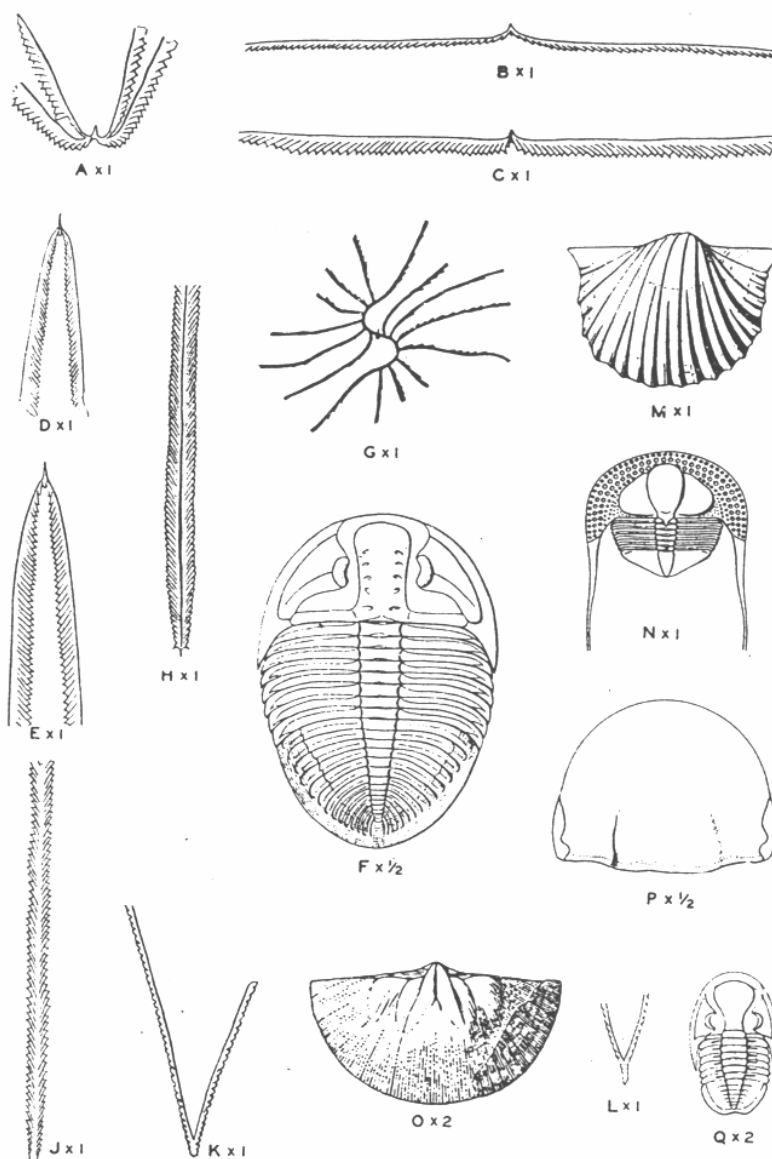 A x 1
B x 1
C x 1
D x 1
E x 1
H x 1
G x 1
M x 1
N x 1
F x ½
P x ½
J x 1
K x 1
O x 2
L x 1
Q x 2